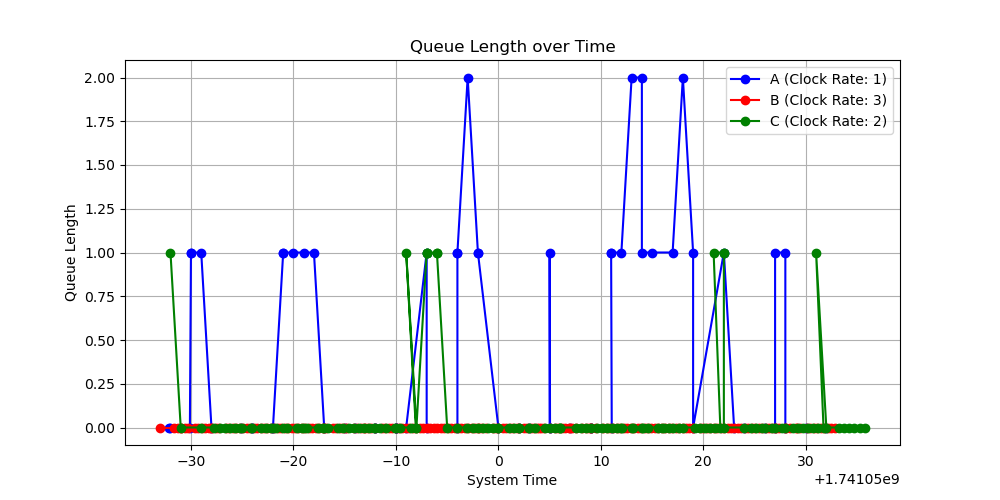 Queue Length over Time
A (Clock Rate: 1)
B (Clock Rate: 3)
C (Clock Rate: 2)
Queue Length
2.00
1.75
1.50
1.25
1.00
0.75
0.50
0.25
0.00
−30 −20 −10 0 10 20 30
System Time
+1.74105e9